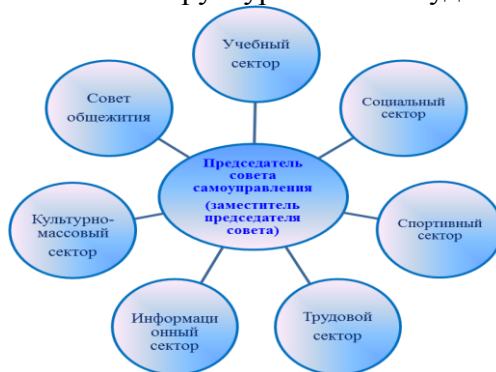 Учебный
сектор
Социальный
сектор
Спортивный
сектор
Трудовой
сектор
Информаци
онный
сектор
Культурно-
массовый
сектор
Совет
общежития
Председатель
совета
самоуправления
(заместитель
председателя
совета)